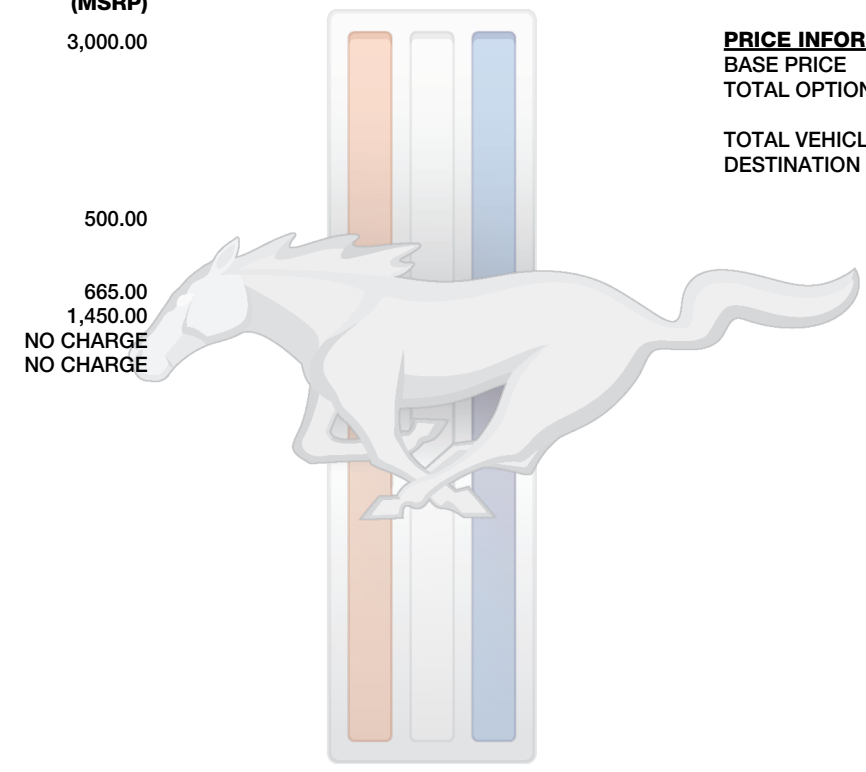 (MSRP)
3,000.00
500.00
665.00
1,450.00
NO CHARGE
NO CHARGE
PRICE INFOR
BASE PRICE
TOTAL OPTION
TOTAL VEHICL
DESTINATION